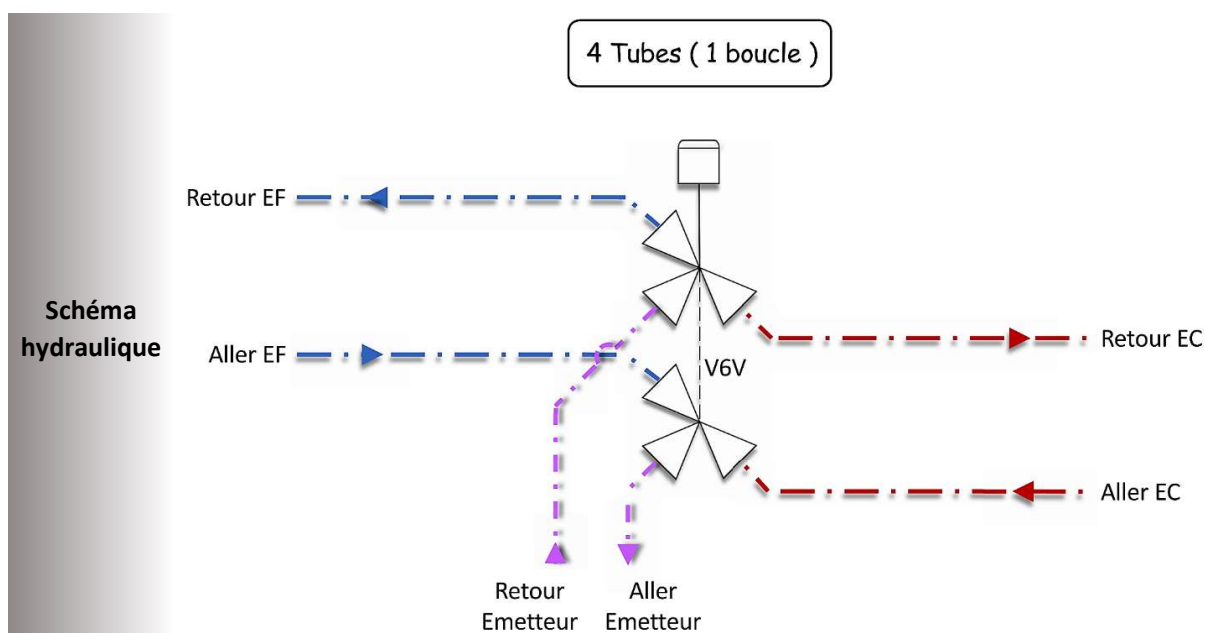 4 Tubes ( 1 boucle )
Retour EF
Schéma
hydraulique
Aller EF
V6V
Retour EC
Aller EC
Retour
Emetteur
Aller
Emetteur